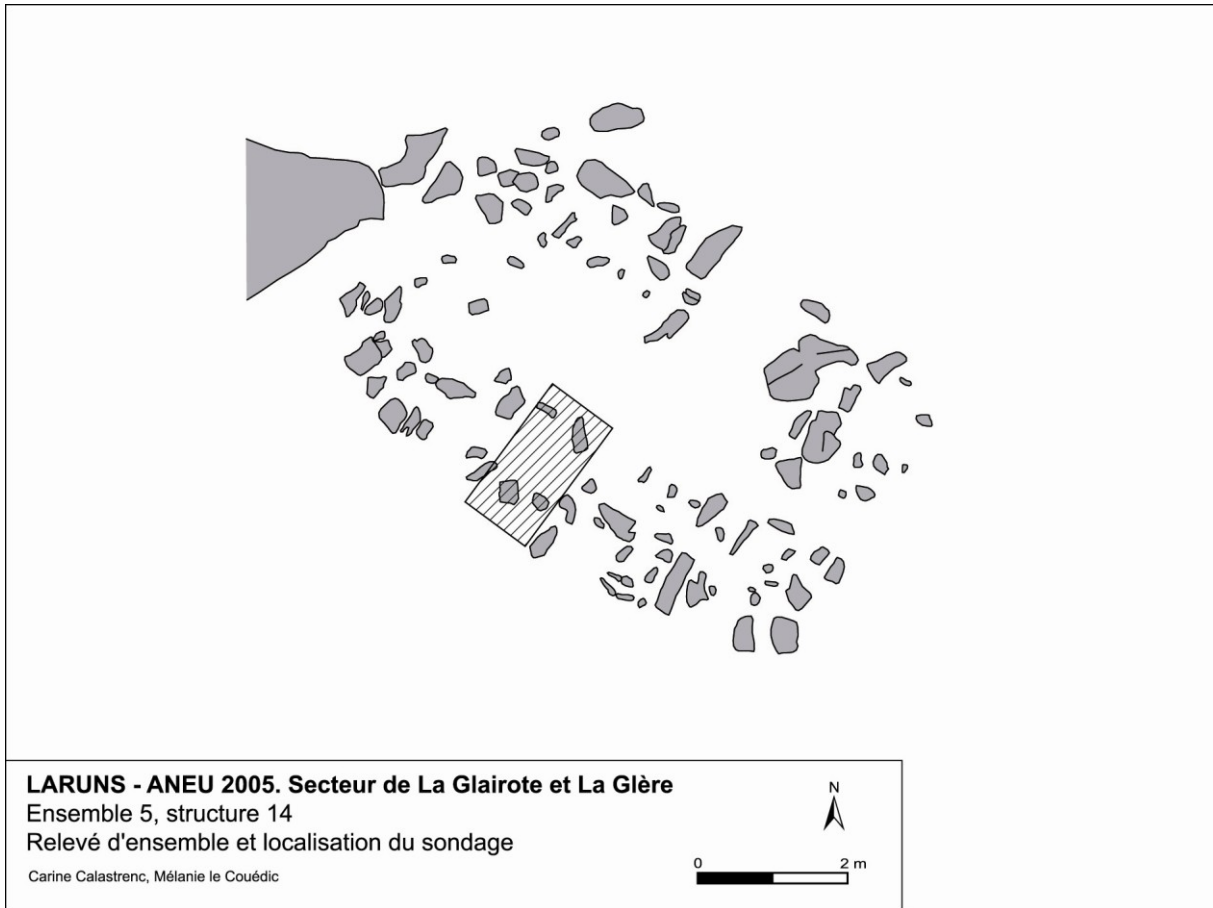 LARUNS - ANEU 2005. Secteur de La Glairote et La Glère
Ensemble 5, structure 14
Relevé d'ensemble et localisation du sondage
Carine Calastrenc, Mélanie le Couédic
N
0 2 m